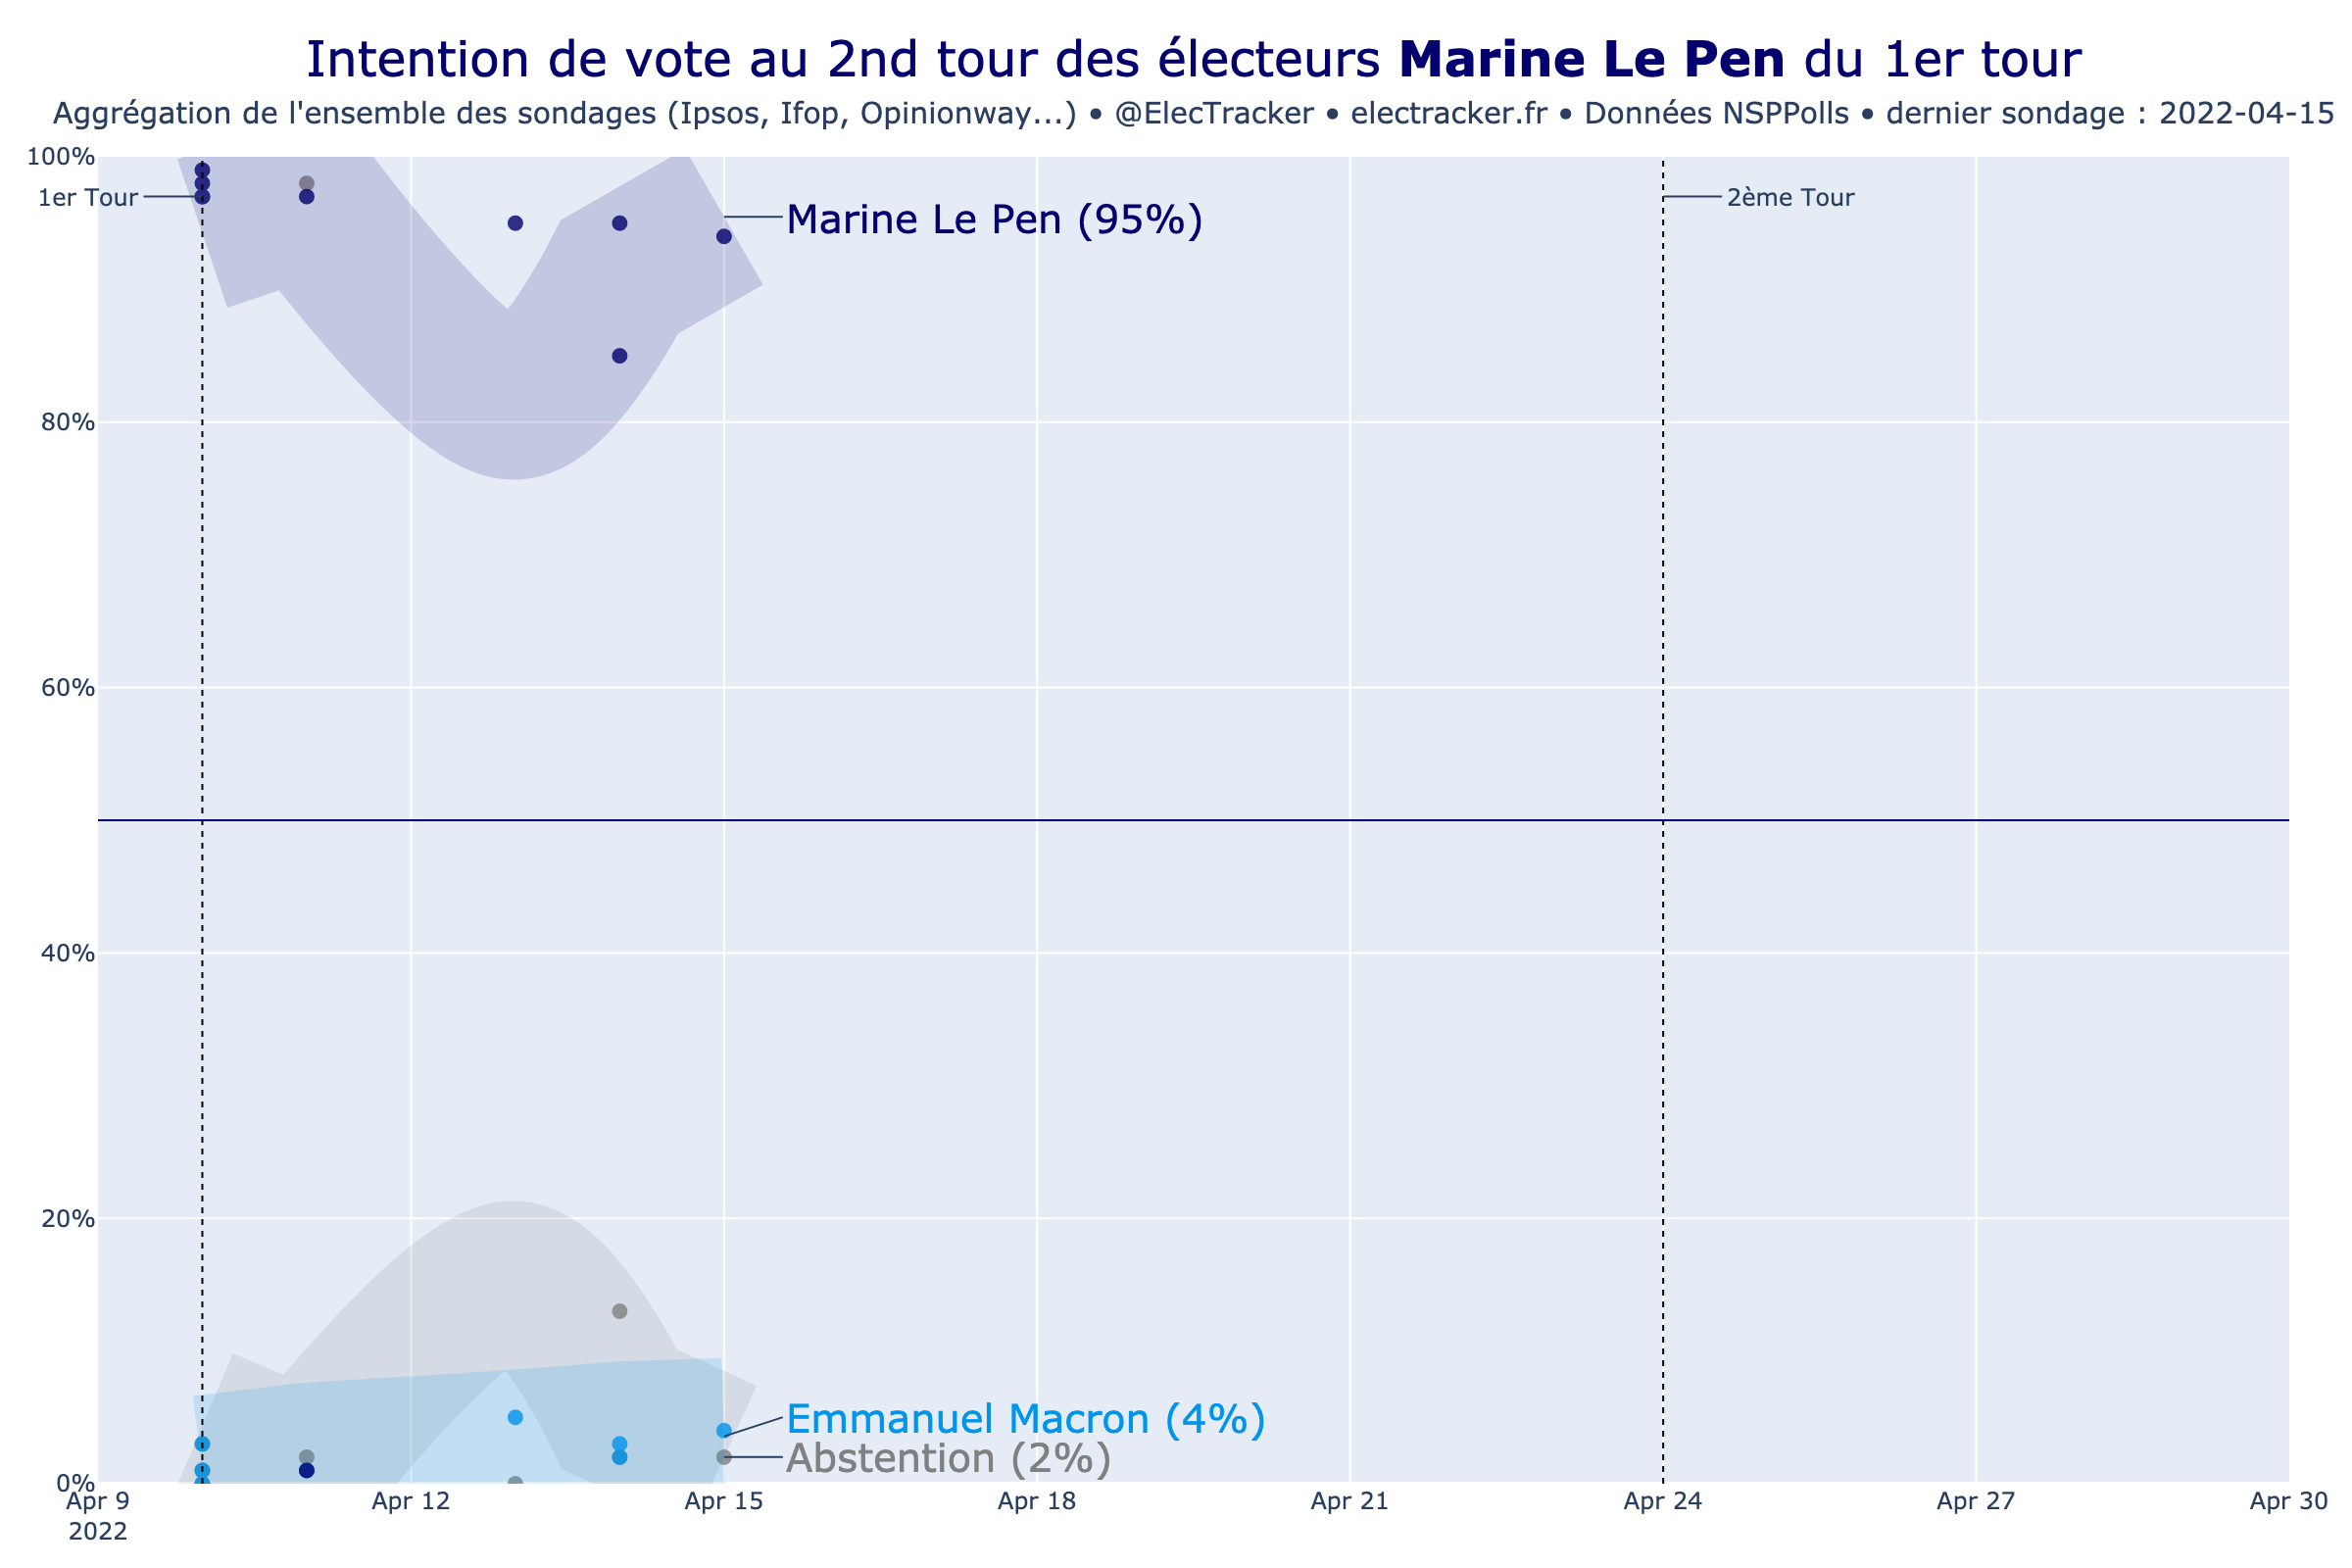 Intention de vote au 2nd tour des électeurs Marine Le Pen du 1er tour
Aggrégation de l'ensemble des sondages (Ipsos, Ifop, Opinionway...) • @ElecTracker • electracker.fr • Données NSPPolls • dernier sondage : 2022-04-15
100%
1er Tour
2ème Tour
Marine Le Pen (95%)
80%
60%
40%
20%
Emmanuel Macron (4%)
Abstention (2%)
0%
Apr 9 Apr 12 Apr 15 Apr 18 Apr 21 Apr 24 Apr 27 Apr 30
2022